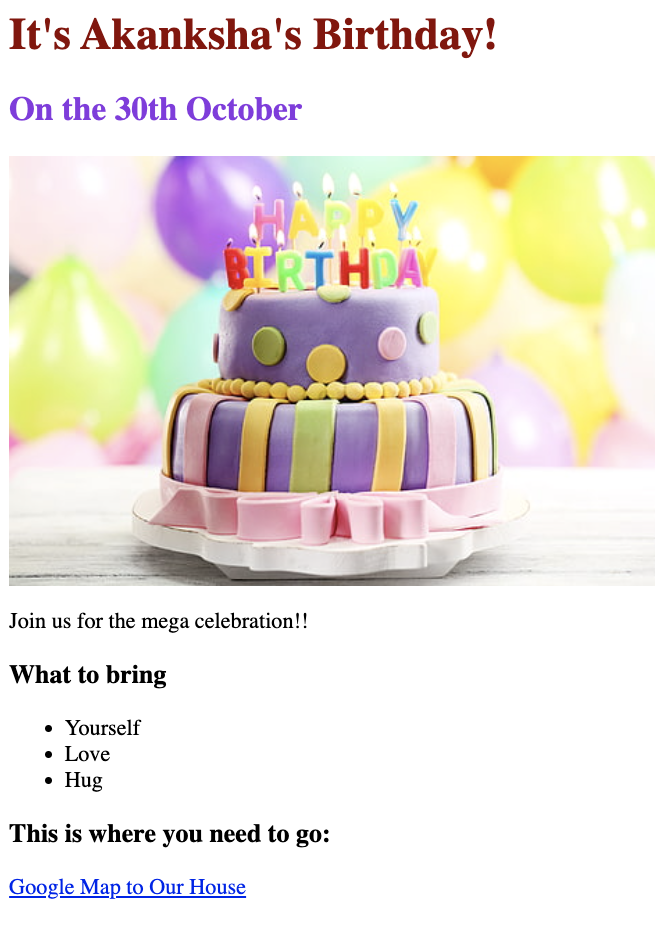 It's Akanksha's Birthday!
On the 30th October
HAPPY
BIRTHDAY
Join us for the mega celebration!!
What to bring
Yourself
Love
Hug
This is where you need to go:
Google Map to Our House